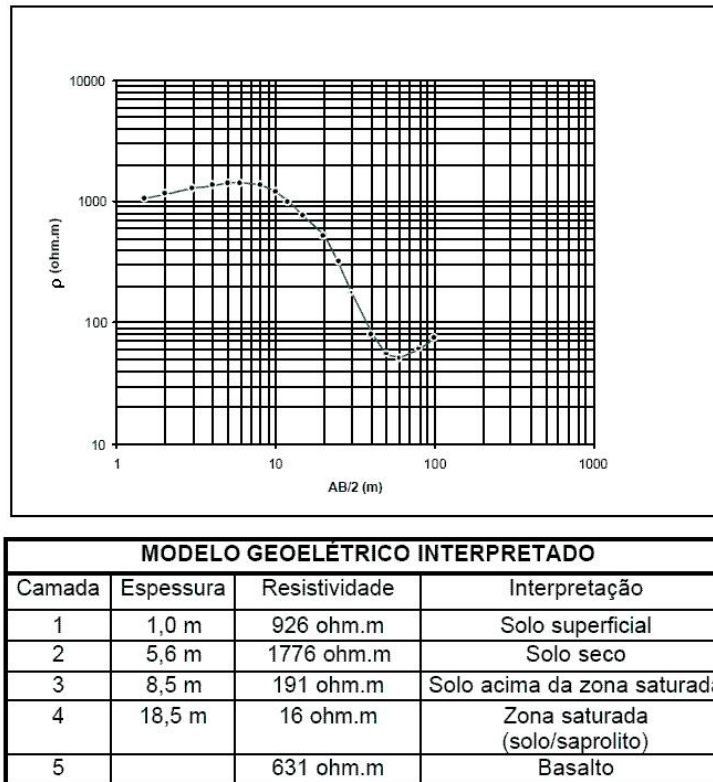 10000
1000
100
10
ρ (ohm.m)
1 10 100 1000
AB/2 (m)
MODELO GEOELÉTRICO INTERPRETADO
Camada Espessura Resistividade Interpretação
1 1,0 m 926 ohm.m Solo superficial
2 5,6 m 1776 ohm.m Solo seco
3 8,5 m 191 ohm.m Solo acima da zona saturada
4 18,5 m 16 ohm.m Zona saturada
(solo/saprolito)
5 631 ohm.m Basalto